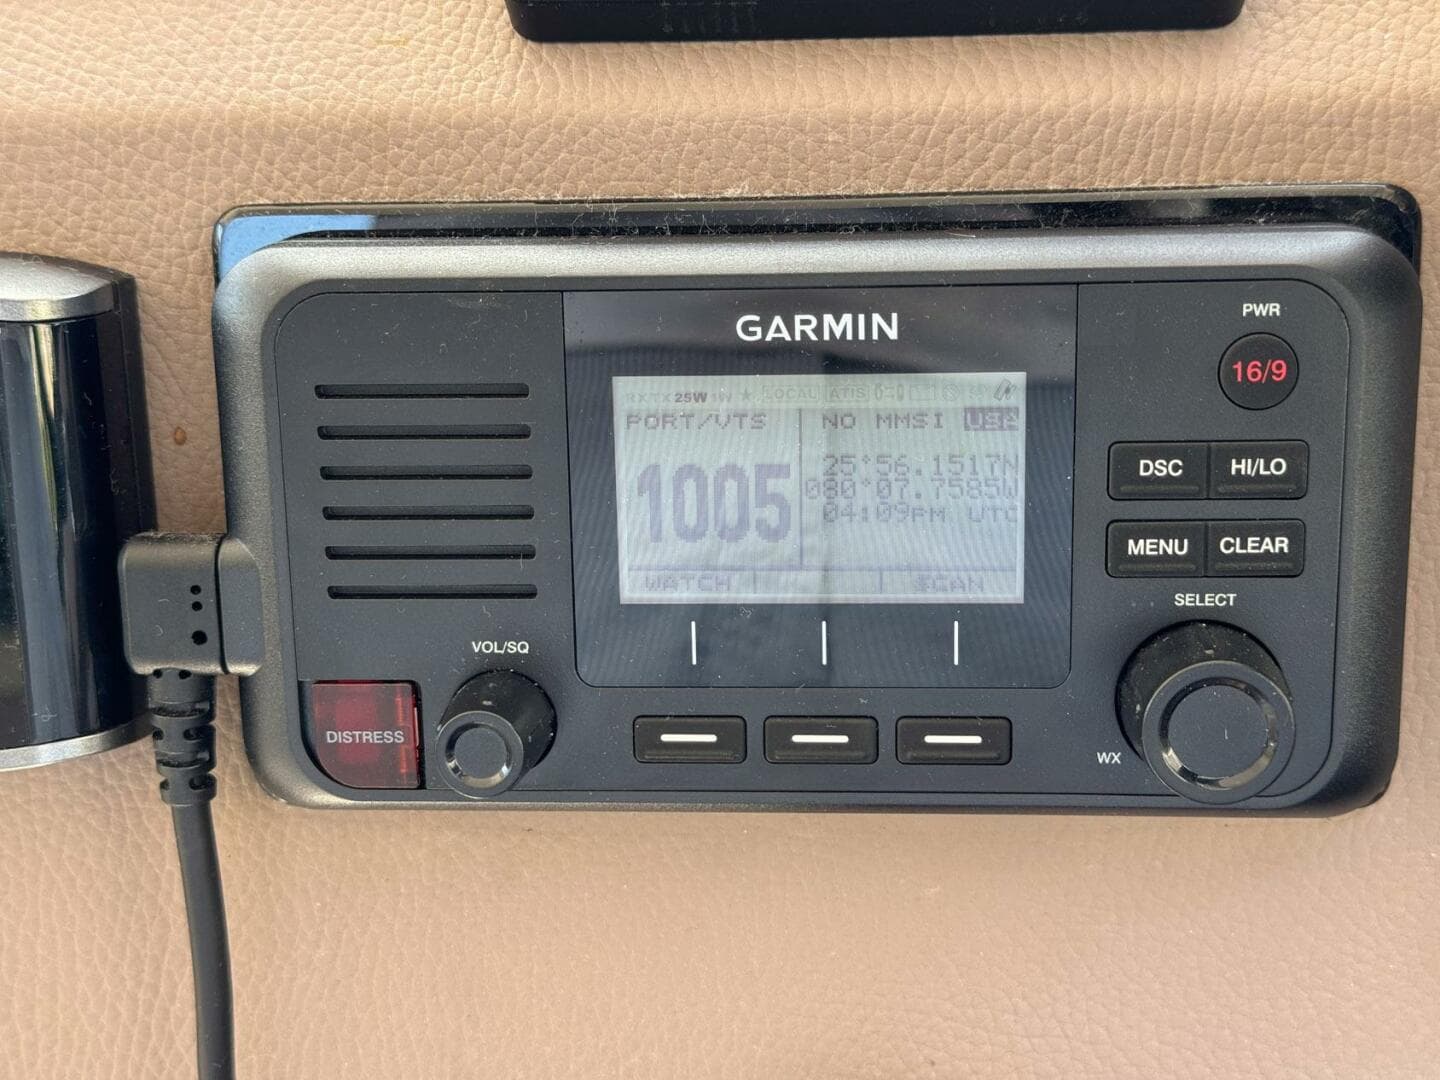 GARMIN
PWR
16/9
25W
LOCAL ATIS
PORT/VTS
NO MMSI USA
1005
25°56.1517N
080°07.7585W
04:09PM UTC
WATCH
SCAN
DSC
HI/LO
MENU
CLEAR
SELECT
WX
VOL/SQ
DISTRESS